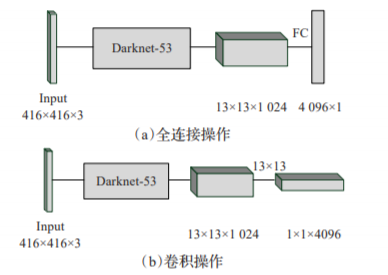 FC
Darknet-53
Input
416×416×3
13×13×1 024
4 096×1
(a)全连接操作
13×13
Darknet-53
Input
416×416×3
13×13×1 024
1×1×4096
(b)卷积操作